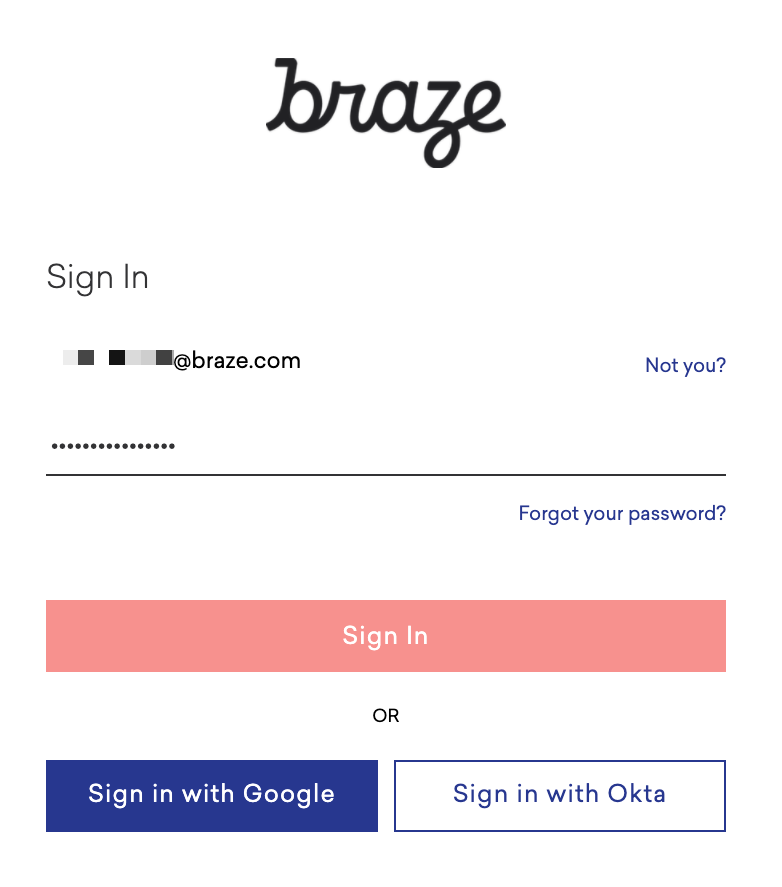 braze
Sign In
@braze.com
Not you?
Forgot your password?
Sign In
OR
Sign in with Google
Sign in with Okta